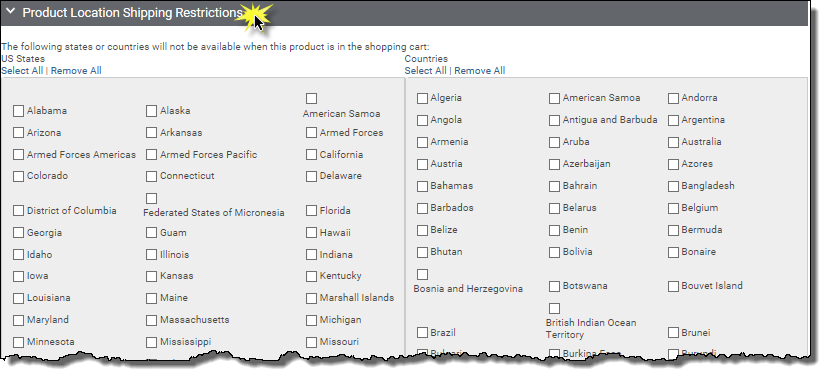 Product Location Shipping Restrictions
The following states or countries will not be available when this product is in the shopping cart:
US States
Select All | Remove All
Alabama Alaska American Samoa
Arizona Arkansas Armed Forces
Armed Forces Americas Armed Forces Pacific California
Colorado Connecticut Delaware
District of Columbia Federated States of Micronesia Florida
Georgia Guam Hawaii
Idaho Illinois Indiana
Iowa Kansas Kentucky
Louisiana Maine Marshall Islands
Maryland Massachusetts Michigan
Minnesota Mississippi Missouri
Countries
Select All | Remove All
Algeria American Samoa Andorra
Angola Antigua and Barbuda Argentina
Armenia Aruba Australia
Austria Azerbaijan Azores
Bahamas Bahrain Bangladesh
Barbados Belarus Belgium
Belize Benin Bermuda
Bhutan Bolivia Bonaire
Bosnia and Herzegovina Botswana Bouvet Island
Brazil British Indian Ocean Brunei
Territory